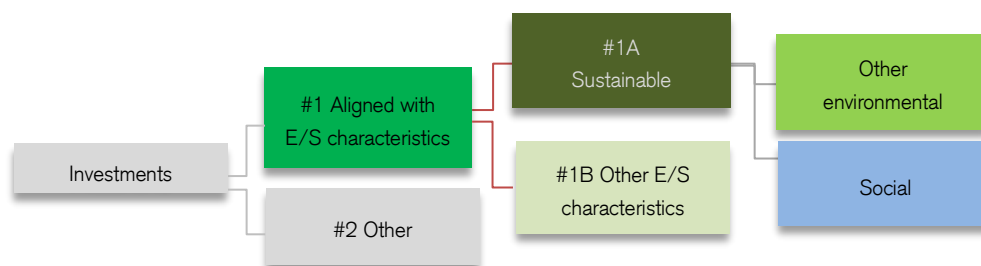 Investments
#1 Aligned with
E/S characteristics
#2 Other
#1A
Sustainable
#1B Other E/S
characteristics
Other
environmental
Social